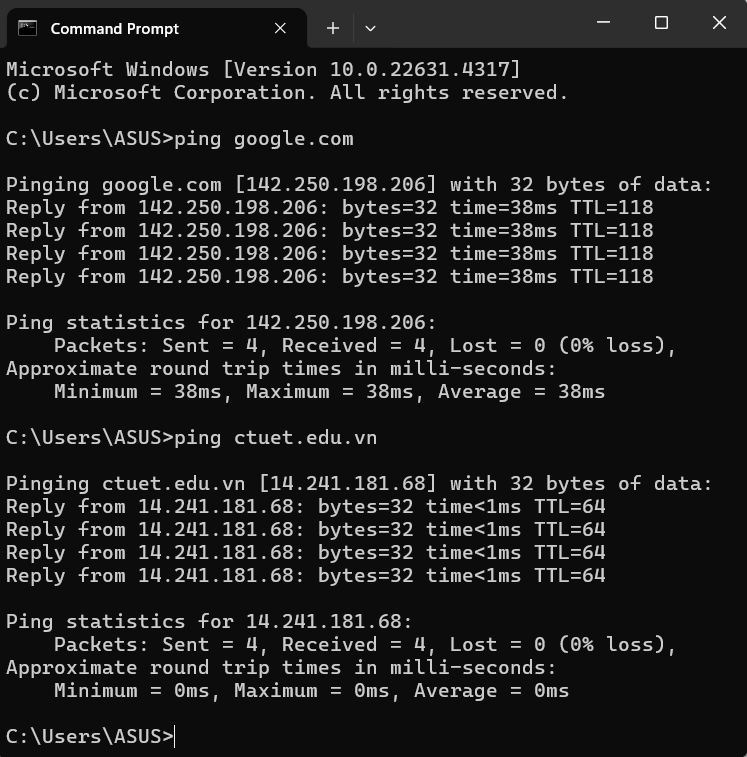 Command Prompt
Microsoft Windows [Version 10.0.22631.4317]
(c) Microsoft Corporation. All rights reserved.
C:\Users\ASUS>ping google.com
Pinging google.com [142.250.198.206] with 32 bytes of data:
Reply from 142.250.198.206: bytes=32 time=38ms TTL=118
Reply from 142.250.198.206: bytes=32 time=38ms TTL=118
Reply from 142.250.198.206: bytes=32 time=38ms TTL=118
Reply from 142.250.198.206: bytes=32 time=38ms TTL=118
Ping statistics for 142.250.198.206:
    Packets: Sent = 4, Received = 4, Lost = 0 (0% loss),
Approximate round trip times in milli-seconds:
    Minimum = 38ms, Maximum = 38ms, Average = 38ms
C:\Users\ASUS>ping ctuet.edu.vn
Pinging ctuet.edu.vn [14.241.181.68] with 32 bytes of data:
Reply from 14.241.181.68: bytes=32 time<1ms TTL=64
Reply from 14.241.181.68: bytes=32 time<1ms TTL=64
Reply from 14.241.181.68: bytes=32 time<1ms TTL=64
Reply from 14.241.181.68: bytes=32 time<1ms TTL=64
Ping statistics for 14.241.181.68:
    Packets: Sent = 4, Received = 4, Lost = 0 (0% loss),
Approximate round trip times in milli-seconds:
    Minimum = 0ms, Maximum = 0ms, Average = 0ms
C:\Users\ASUS>